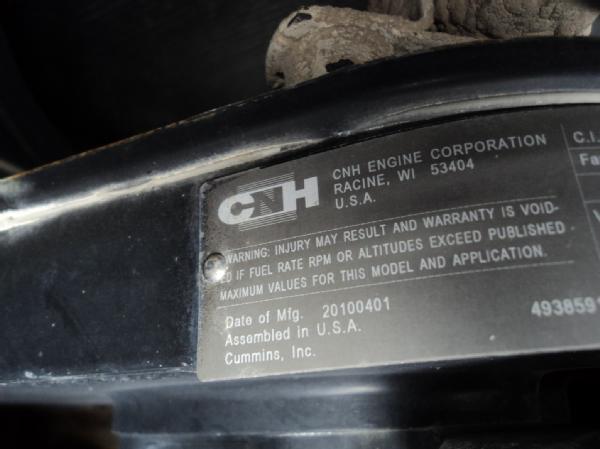 CNH
CNH ENGINE CORPORATION
RACINE, WI 53404
U.S.A.
C.I.
WARNING: INJURY MAY RESULT AND WARRANTY IS VOID-
ED IF FUEL RATE RPM OR ALTITUDES EXCEED PUBLISHED
MAXIMUM VALUES FOR THIS MODEL AND APPLICATION.
Date of Mfg. 20100401
Assembled in U.S.A.
Cummins, Inc.
4938591